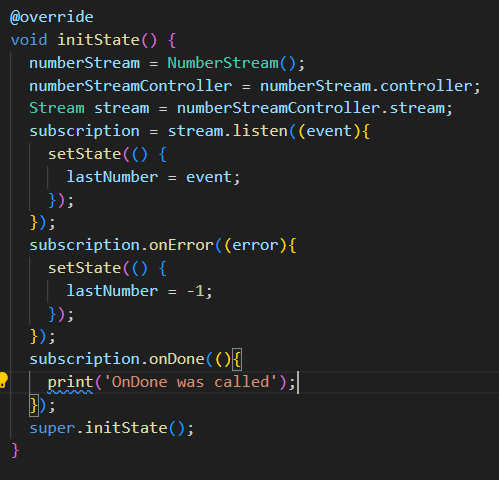 @override
void initState() {
  numberStream = NumberStream();
  numberStreamController = numberStream.controller;
  Stream stream = numberStreamController.stream;
  subscription = stream.listen((event){
    setState(() {
      lastNumber = event;
    });
  });
  subscription.onError((error){
    setState(() {
      lastNumber = -1;
    });
  });
  subscription.onDone((){
    print('OnDone was called');
  });
  super.initState();
}